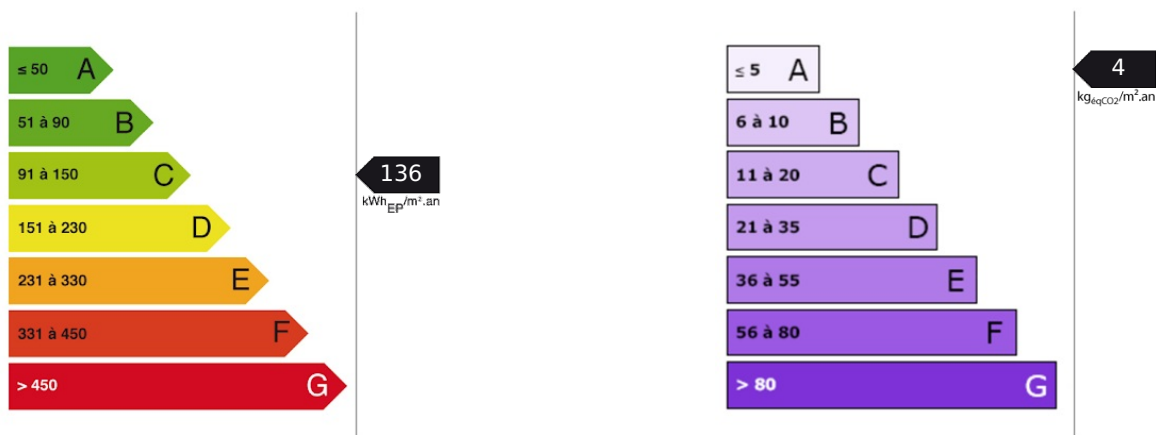 ≤ 50 A
51 à 90 B
91 à 150 C
151 à 230 D
231 à 330 E
331 à 450 F
> 450 G
136
kWhEP/m².an
≤ 5 A
6 à 10 B
11 à 20 C
21 à 35 D
36 à 55 E
56 à 80 F
> 80 G
4
kgéqCO2/m².an